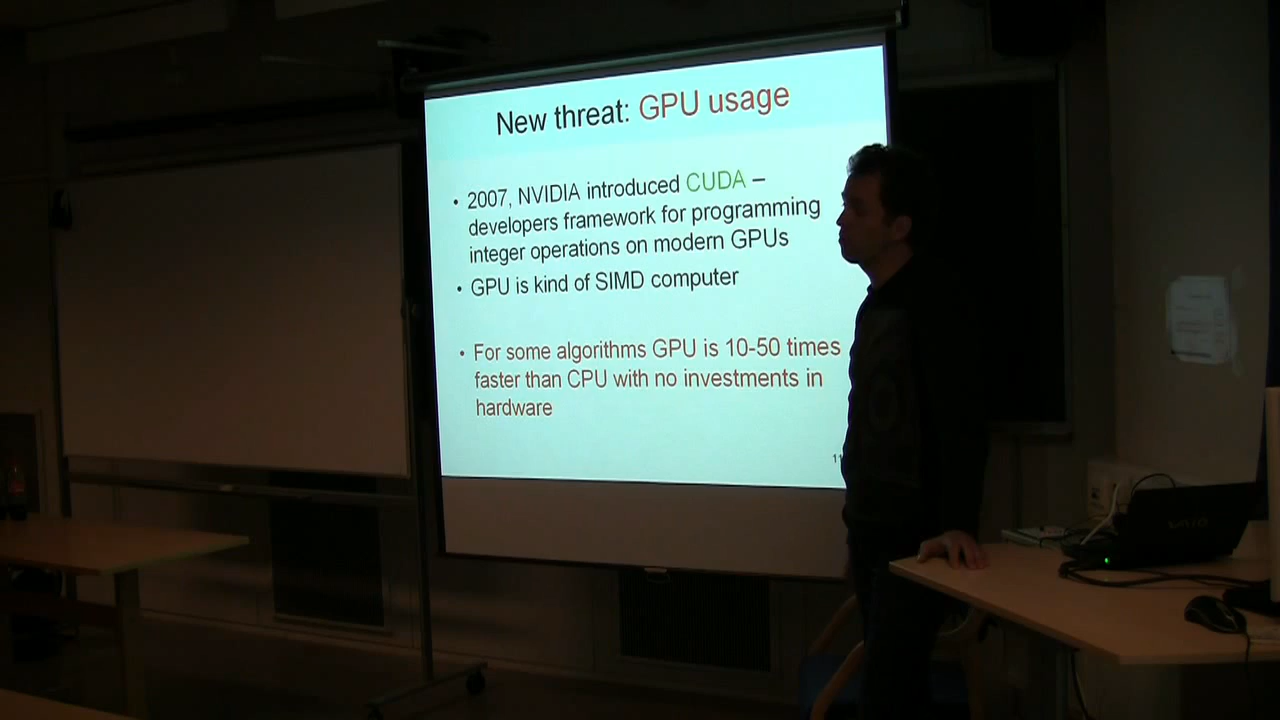 New threat: GPU usage
• 2007, NVIDIA introduced CUDA –
developers framework for programming
integer operations on modern GPUs
• GPU is kind of SIMD computer
• For some algorithms GPU is 10-50 times
faster than CPU with no investments in
hardware
VAIO